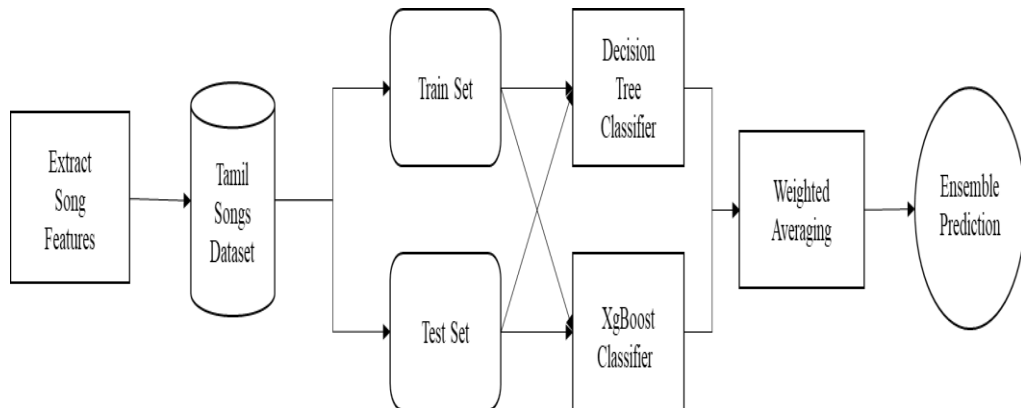 Extract
Song
Features
Tamil
Songs
Dataset
Train Set
Test Set
Decision
Tree
Classifier
XgBoost
Classifier
Weighted
Averaging
Ensemble
Prediction